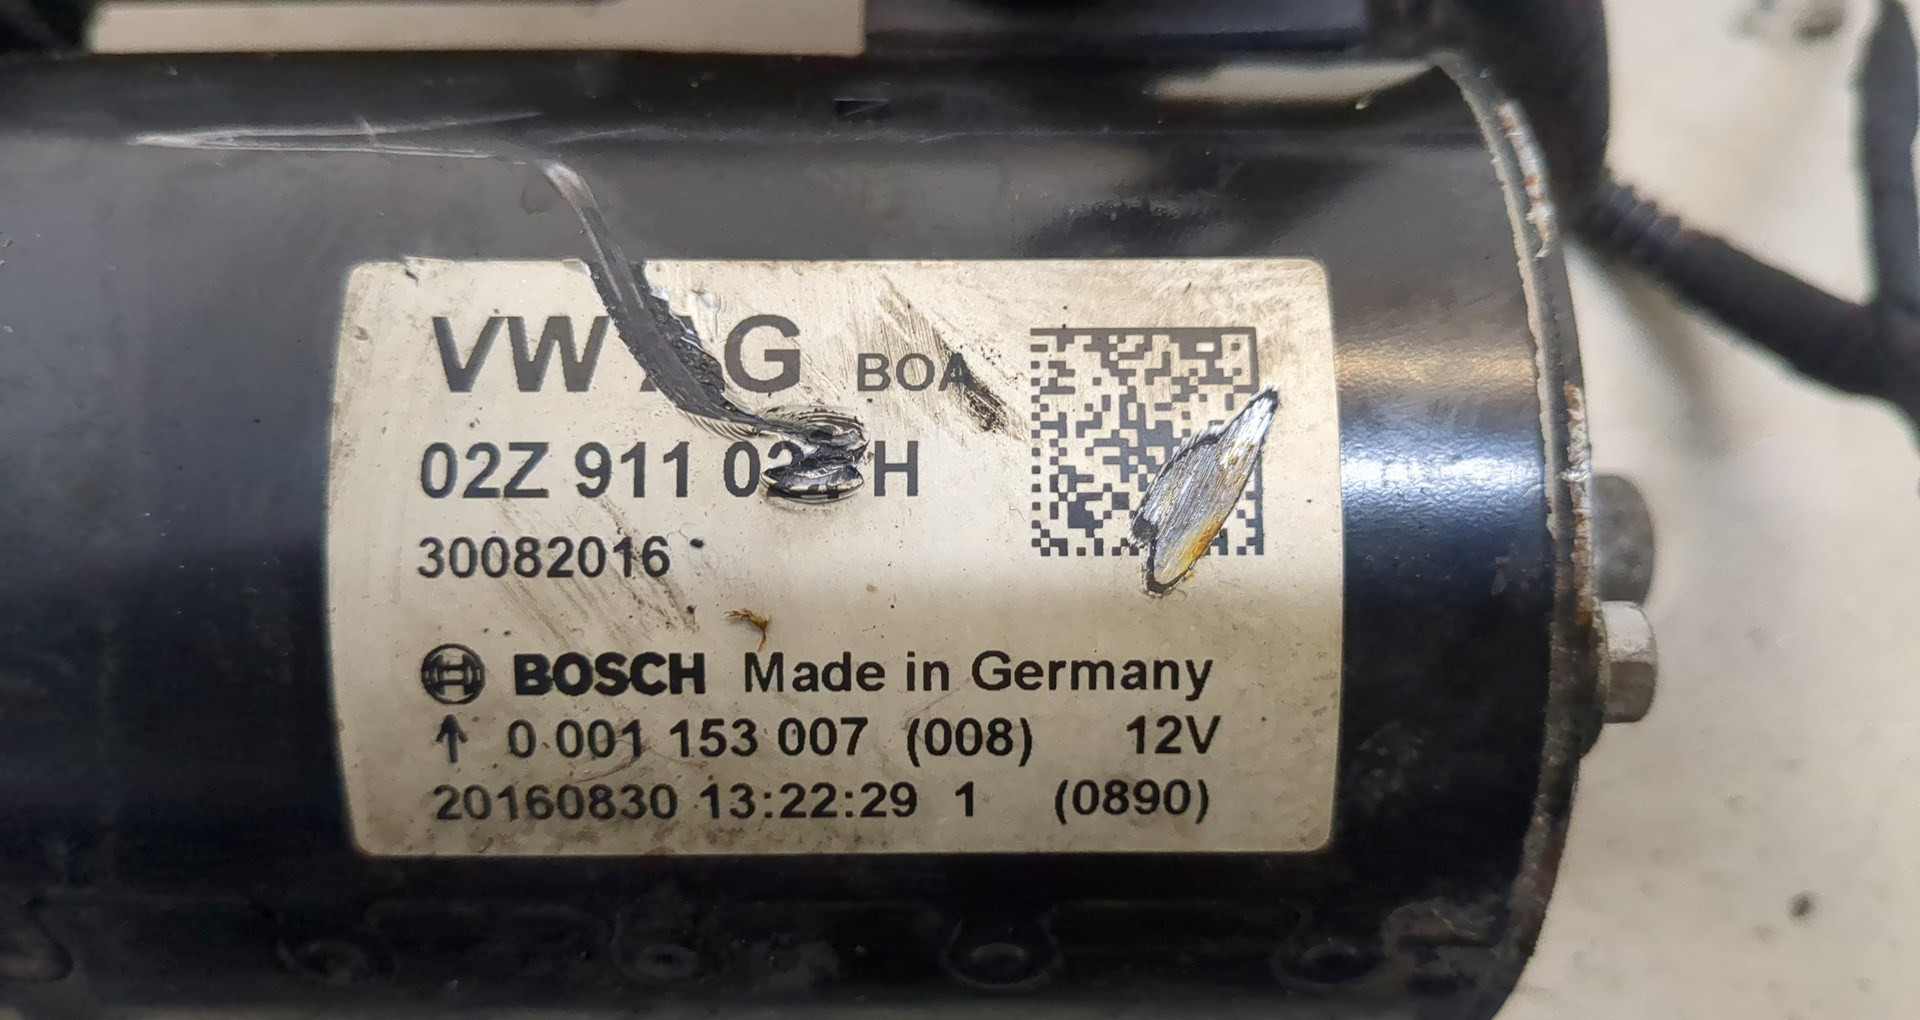 VW AG BOA
02Z 911 H
30082016
BOSCH Made in Germany
↑ 0 001 153 007 (008) 12V
20160830 13:22:29 1 (0890)